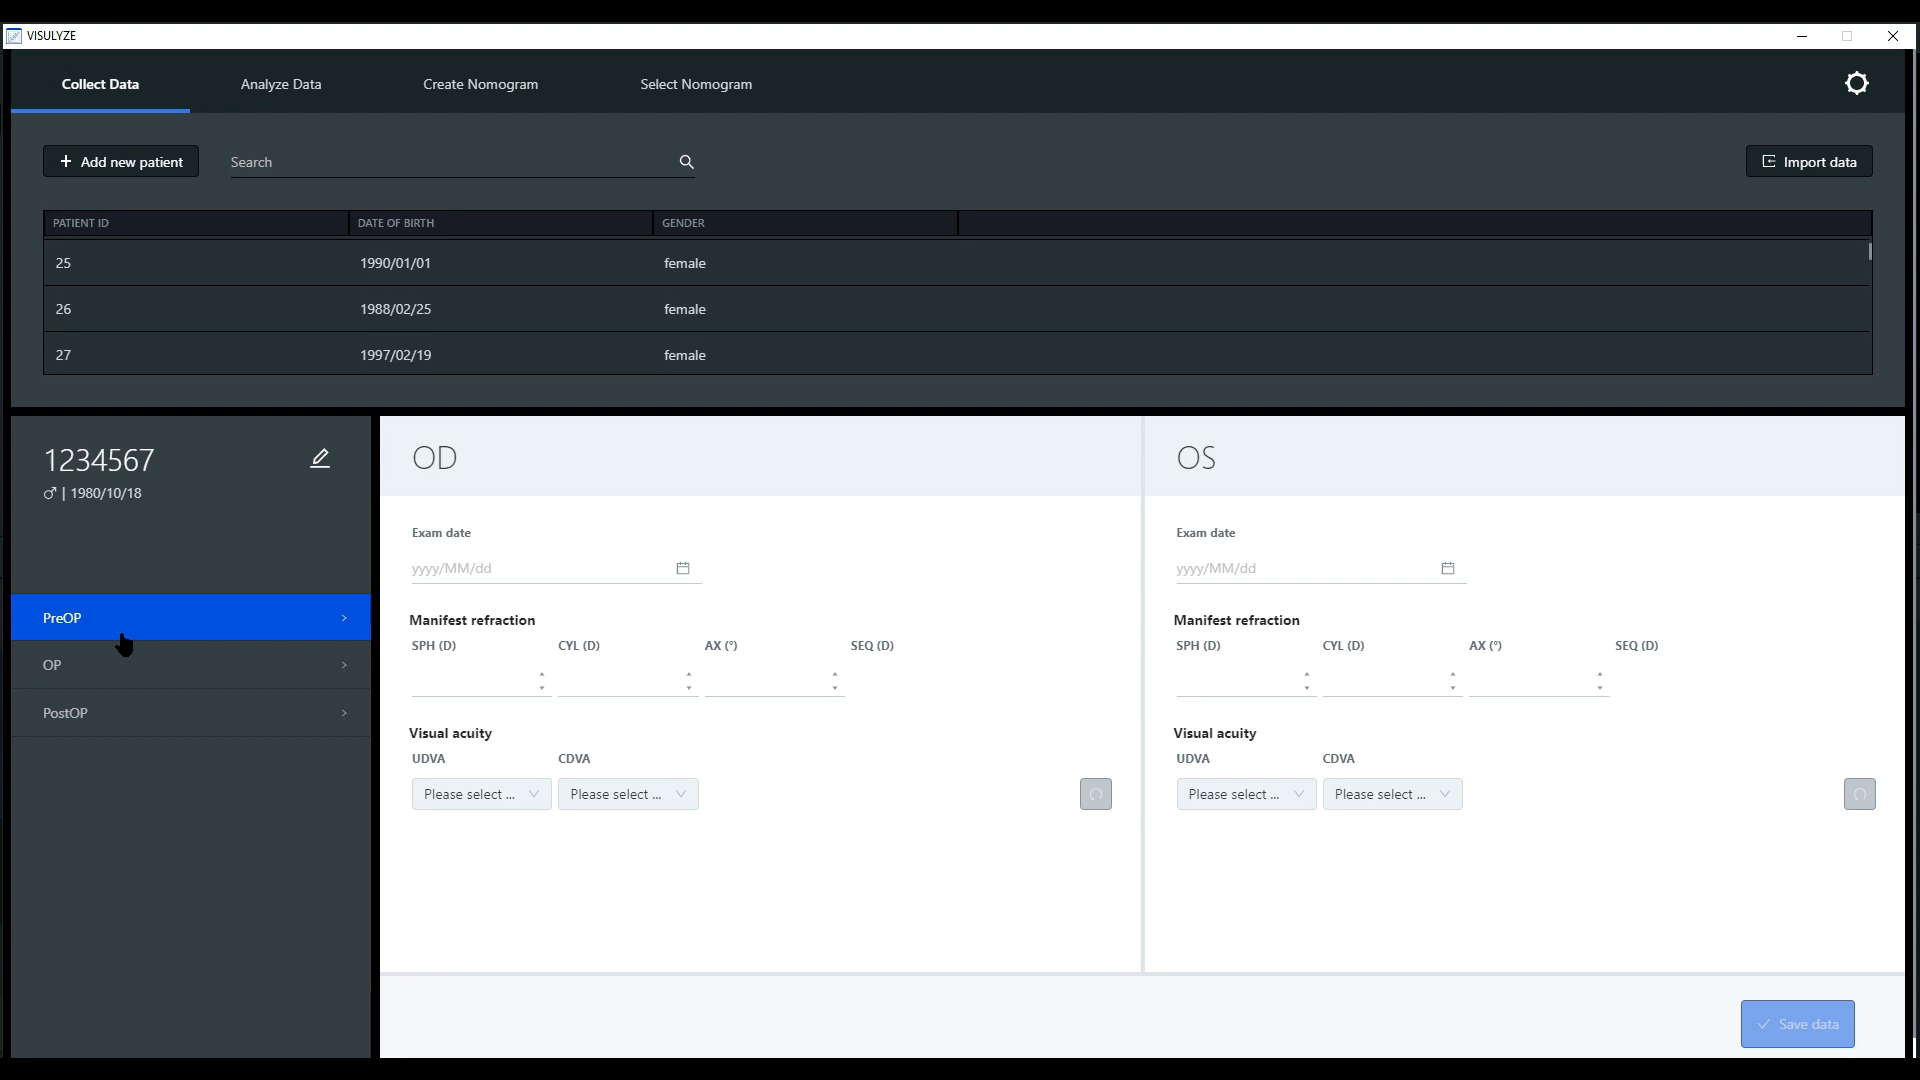 VISULYZE
Collect Data Analyze Data Create Nomogram Select Nomogram
+ Add new patient Search Import data
PATIENT ID DATE OF BIRTH GENDER
25 1990/01/01 female
26 1988/02/25 female
27 1997/02/19 female
1234567
♂ | 1980/10/18
PreOP
OP
PostOP
OD
Exam date
yyyy/MM/dd
Manifest refraction
SPH (D) CYL (D) AX (°) SEQ (D)
Visual acuity
UDVA CDVA
Please select ... Please select ...
OS
Exam date
yyyy/MM/dd
Manifest refraction
SPH (D) CYL (D) AX (°) SEQ (D)
Visual acuity
UDVA CDVA
Please select ... Please select ...
Save data